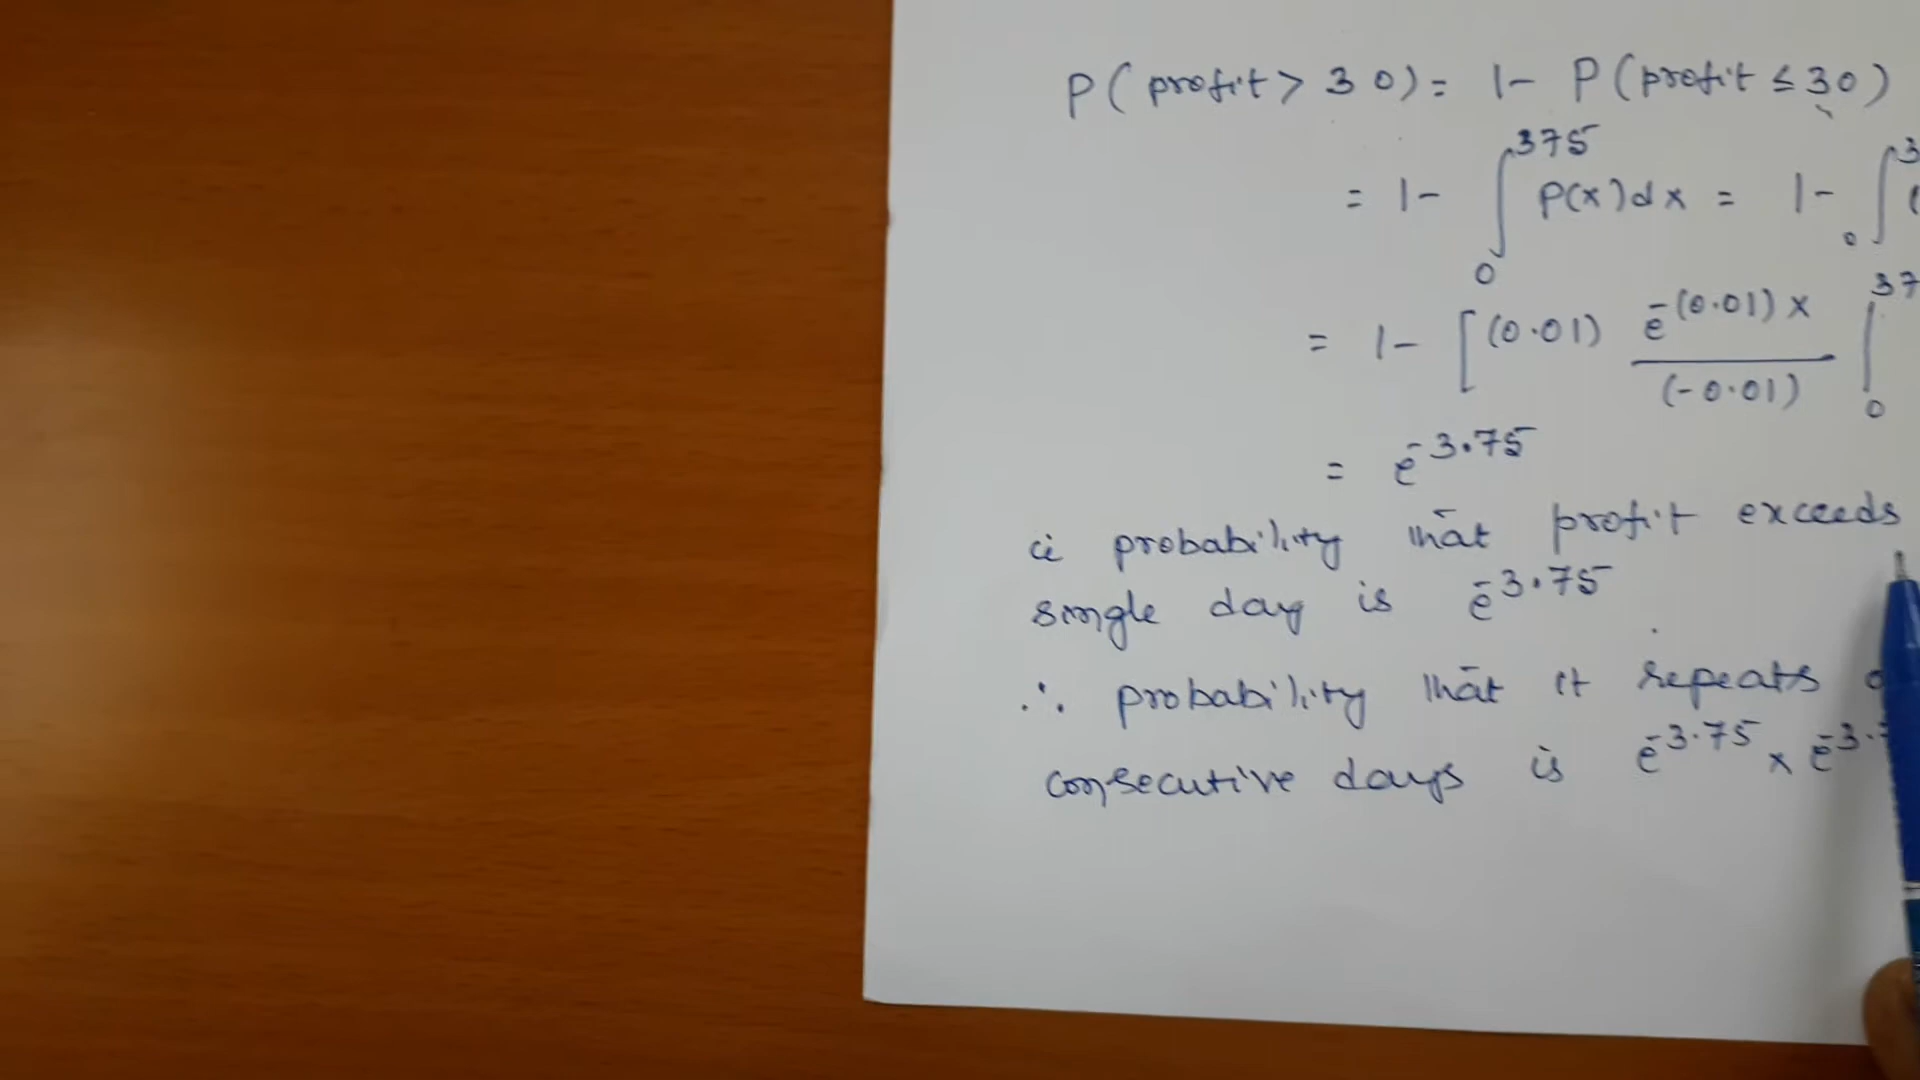 P(profit > 30) = 1- P(profit ≤ 30)
= 1- ∫₀³⁷⁵ P(x)dx = 1- ∫₀
= 1- [(0.01) e^-(0.01)x / (-0.01) |₀
= e^-3.75
ie probability that profit exceeds
single day is e^-3.75
∴ probability that it repeats
consecutive days is e^-3.75 × e^-3.